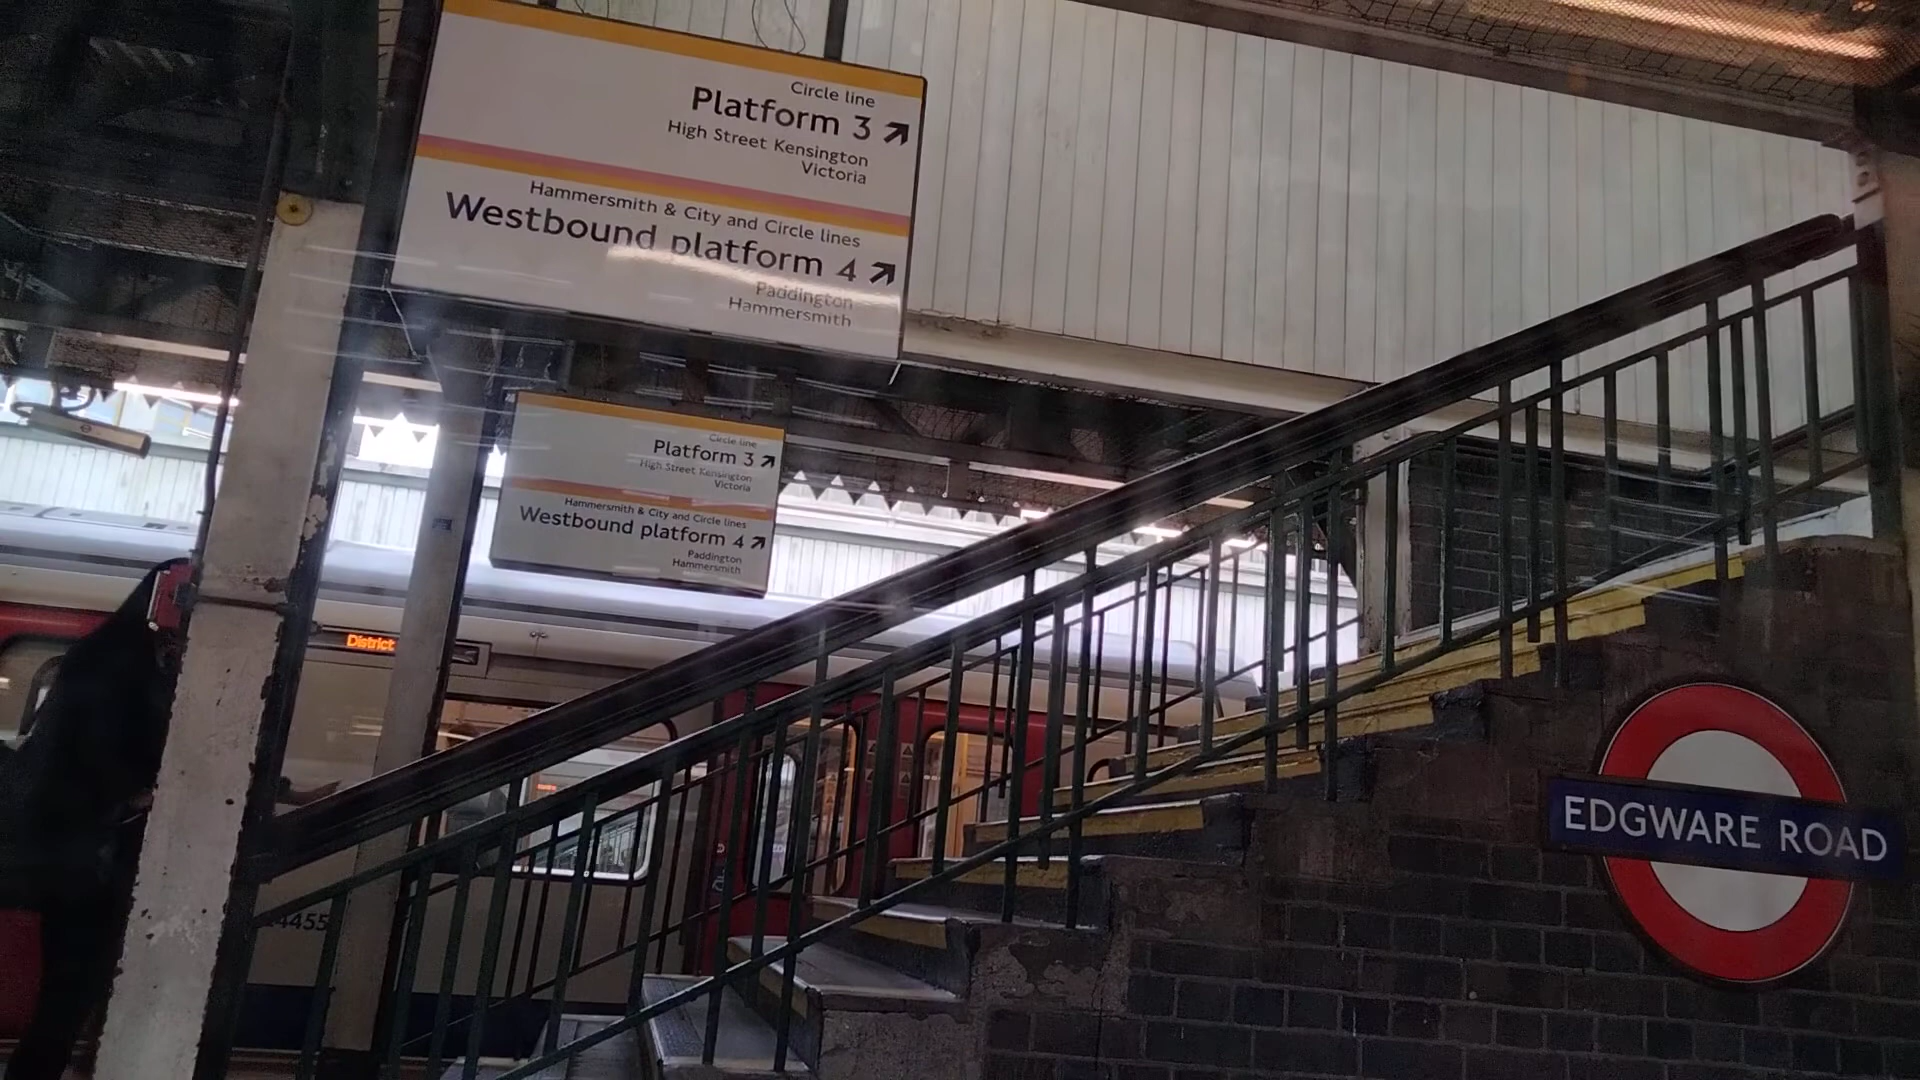 Circle line
Platform 3
High Street Kensington
Victoria
Hammersmith & City and Circle lines
Westbound platform 4
Paddington
Hammersmith
Circle line
Platform 3
High Street Kensington
Victoria
Hammersmith & City and Circle lines
Westbound platform 4
Paddington
Hammersmith
District
4455
EDGWARE ROAD